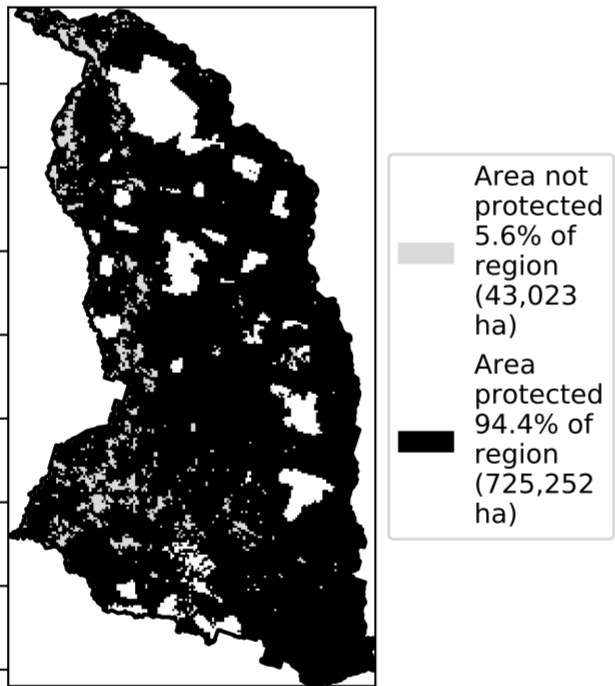 Area not
protected
5.6% of
region
(43,023
ha)
Area
protected
94.4% of
region
(725,252
ha)